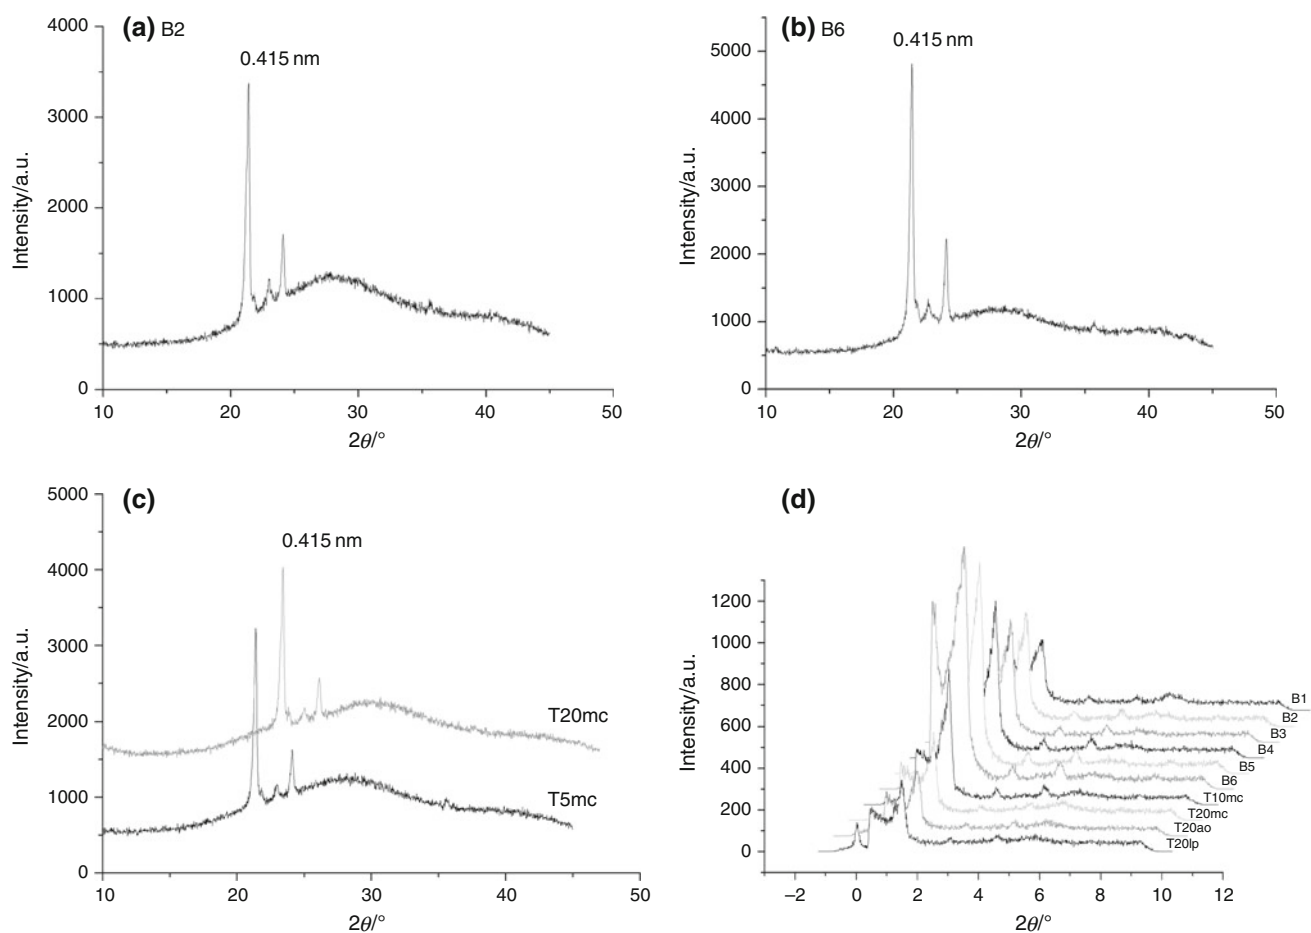 (a) B2
0.415 nm
4000
3000
2000
1000
0
Intensity/a.u.
10 20 30 40 50
2θ/°
(b) B6
0.415 nm
5000
4000
3000
2000
1000
0
Intensity/a.u.
10 20 30 40 50
2θ/°
(c)
0.415 nm
5000
4000
3000
2000
1000
0
Intensity/a.u.
T20mc
T5mc
10 20 30 40 50
2θ/°
(d)
1200
1000
800
600
400
200
0
Intensity/a.u.
B1
B2
B3
B4
B5
B6
T10mc
T20mc
T20ao
T20lp
–2 0 2 4 6 8 10 12
2θ/°